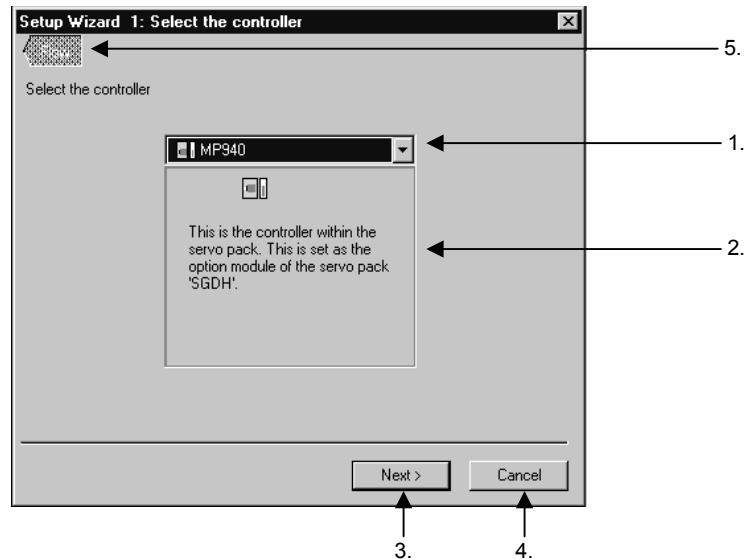 Setup Wizard 1: Select the controller
5.
Select the controller
MP940
1.
This is the controller within the
servo pack. This is set as the
option module of the servo pack
'SGDH'.
2.
Next >
Cancel
3.
4.